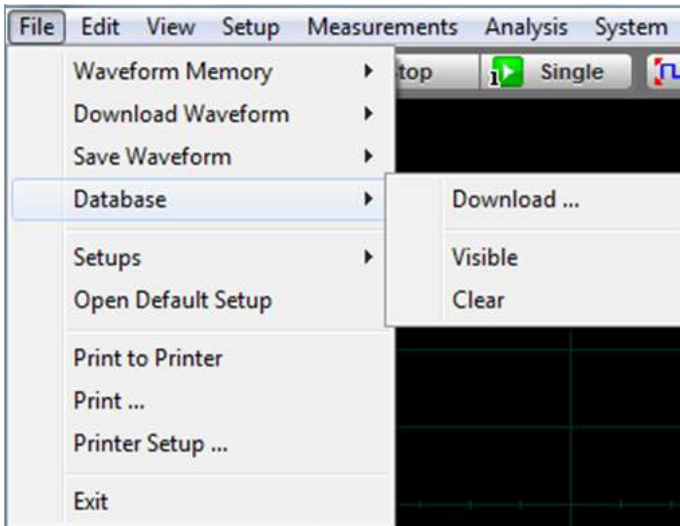 File Edit View Setup Measurements Analysis System
Waveform Memory
Single
Download Waveform
Save Waveform
Database
Download ...
Setups
Visible
Open Default Setup
Clear
Print to Printer
Print ...
Printer Setup ...
Exit